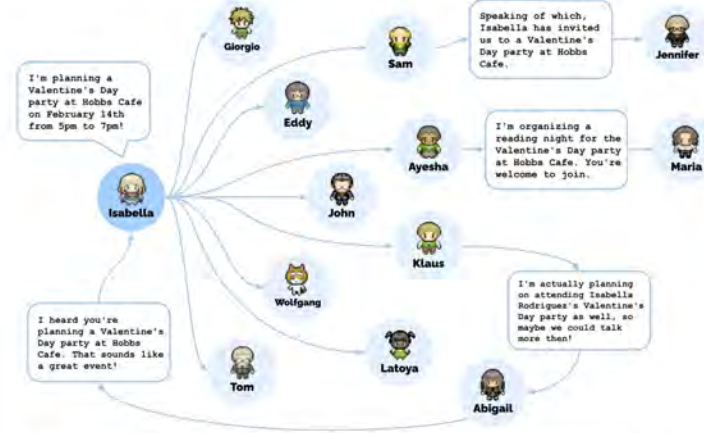 Giorgio
Sam
Speaking of which,
Isabella has invited
us to a Valentine's
Day party at Hobbs
Cafe.
Jennifer
I'm planning a
Valentine's Day
party at Hobbs Cafe
on February 14th
from 5pm to 7pm!
Eddy
Ayesha
I'm organizing a
reading night for the
Valentine's Day party
at Hobbs Cafe. You're
welcome to join.
Maria
Isabella
John
Klaus
Wolfgang
I'm actually planning
on attending Isabella
Rodriguez's Valentine's
Day party as well, so
maybe we could talk
more then!
I heard you're
planning a Valentine's
Day party at Hobbs
Cafe. That sounds like
a great event!
Tom
Latoya
Abigail